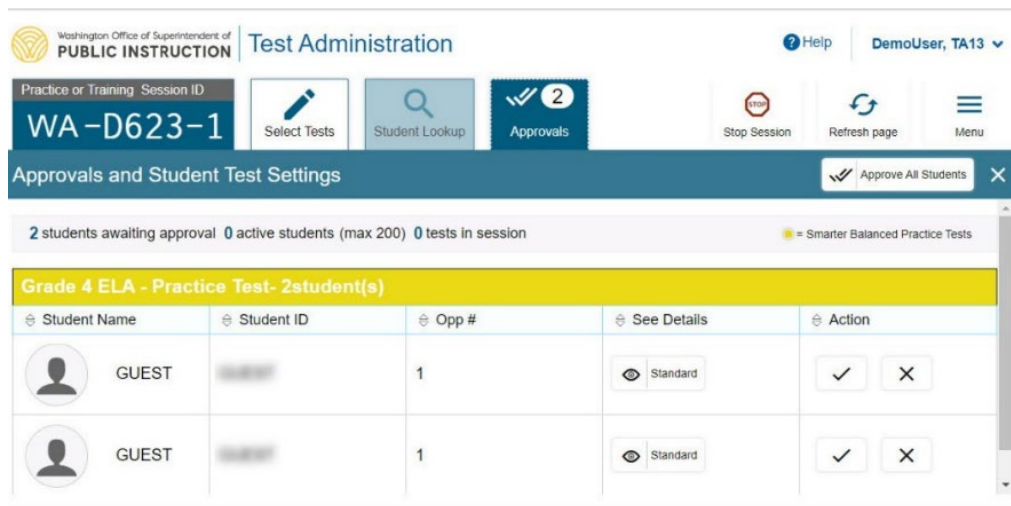 Washington Office of Superintendent of
PUBLIC INSTRUCTION
Test Administration
Help
DemoUser, TA13
Practice or Training Session ID
WA-D623-1
Select Tests
Student Lookup
2
Approvals
STOP
Stop Session
Refresh page
Menu
Approvals and Student Test Settings
Approve All Students
2 students awaiting approval 0 active students (max 200) 0 tests in session
= Smarter Balanced Practice Tests
Grade 4 ELA - Practice Test- 2student(s)
Student Name Student ID Opp # See Details Action
GUEST 1 Standard
GUEST 1 Standard